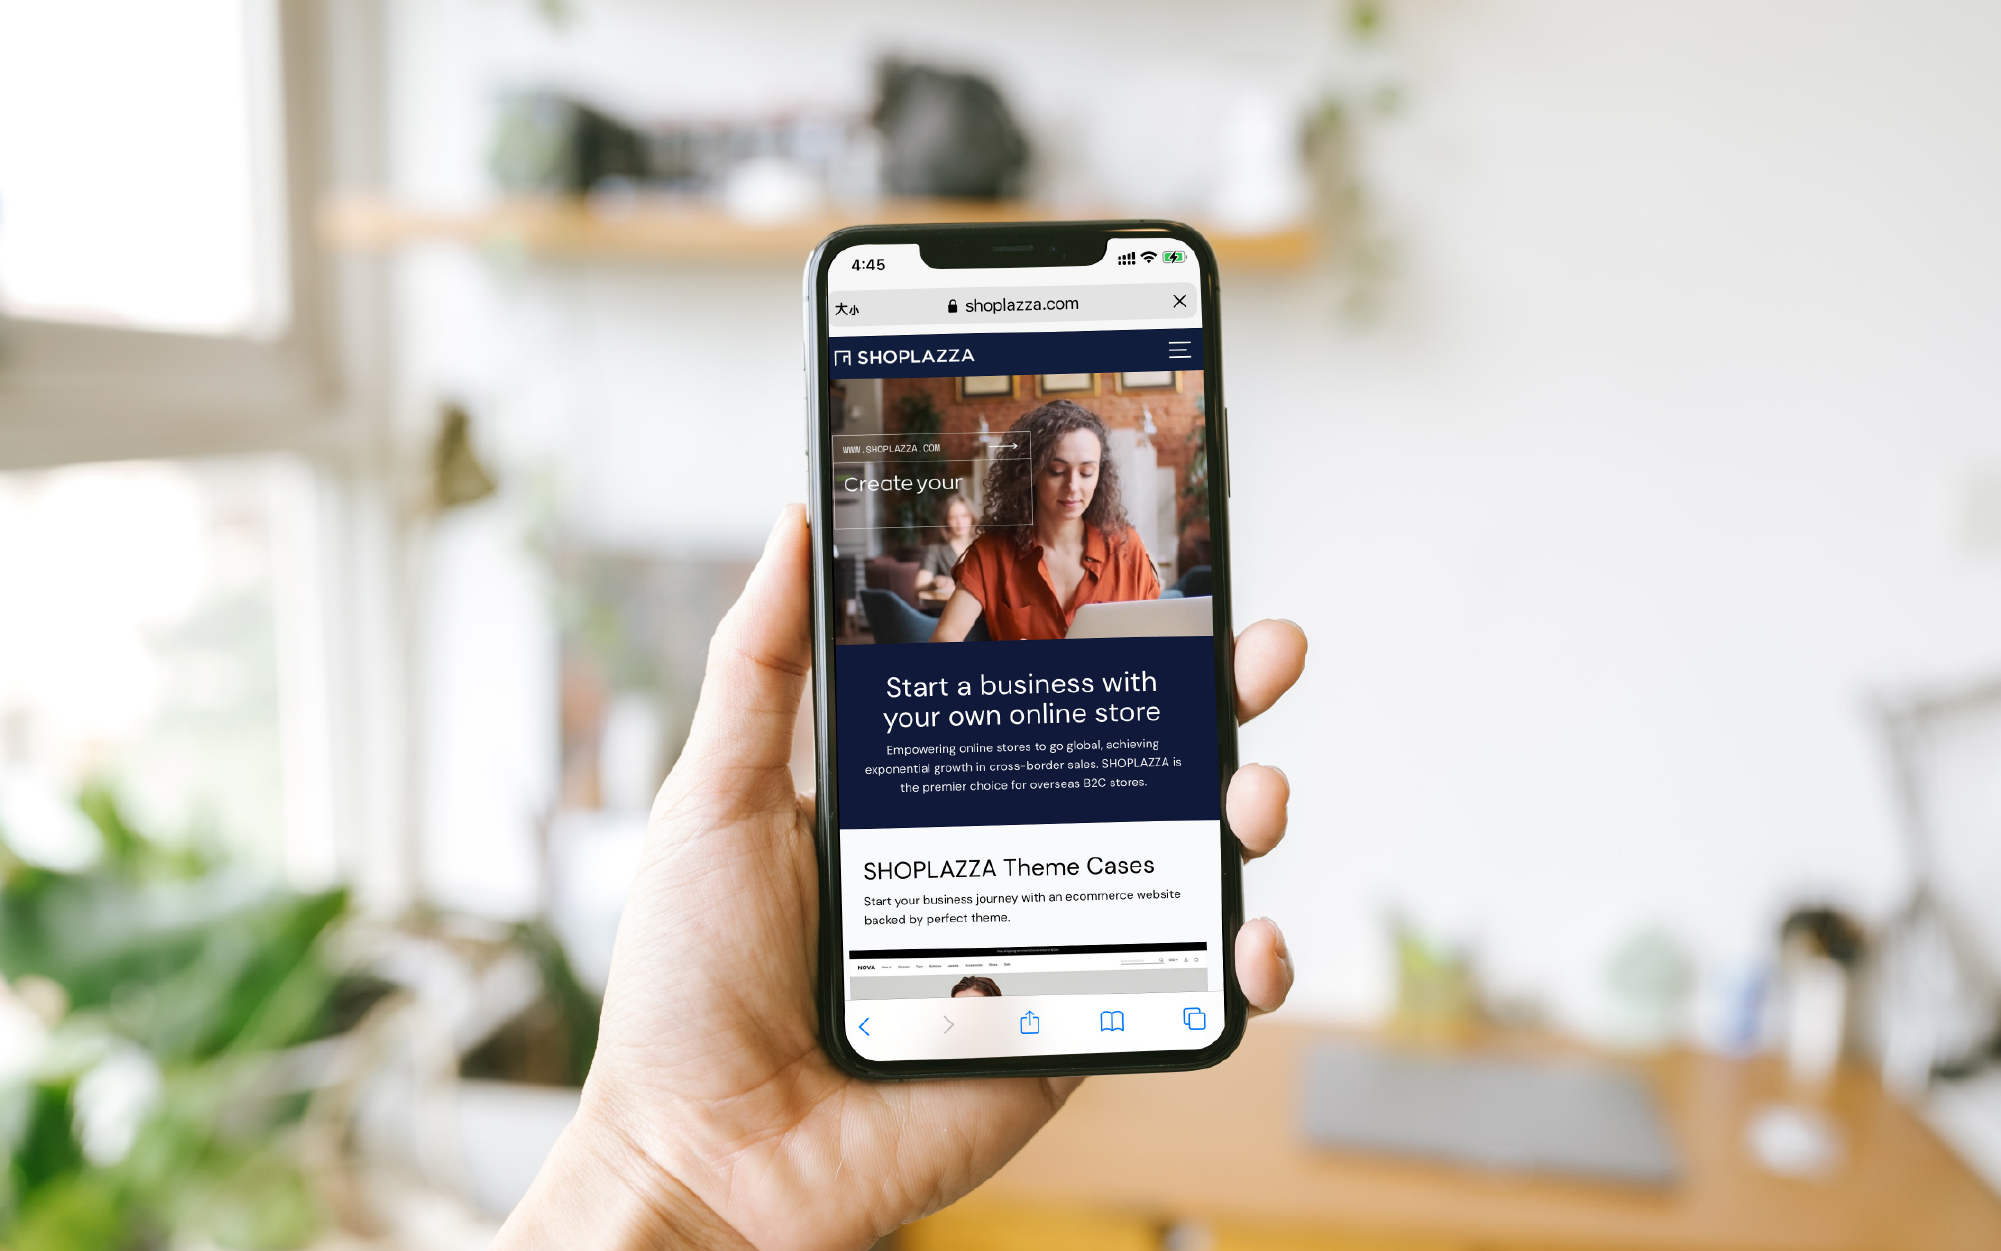 4:45
大小 shoplazza.com
SHOPLAZZA
WWW.SHOPLAZZA.COM
Create your
Start a business with
your own online store
Empowering online stores to go global, achieving
exponential growth in cross-border sales. SHOPLAZZA is
the premier choice for overseas B2C stores.
SHOPLAZZA Theme Cases
Start your business journey with an ecommerce website
backed by perfect theme.
NOVA